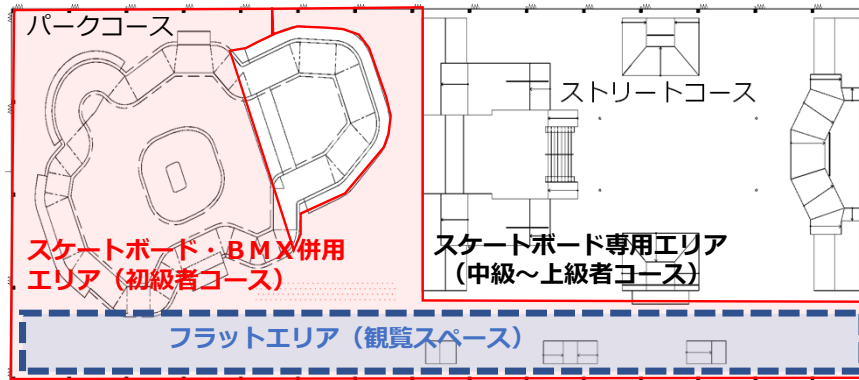 パークコース
ストリートコース
スケートボード・ＢＭＸ併用
エリア（初級者コース）
スケートボード専用エリア
（中級～上級者コース）
フラットエリア（観覧スペース）